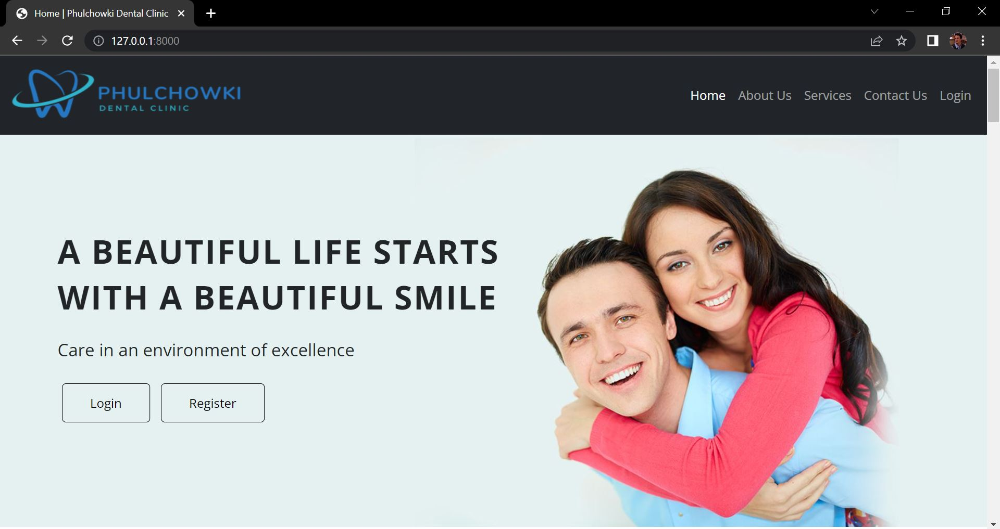 Home | Phulchowki Dental Clinic
127.0.0.1:8000
PHULCHOWKI
DENTAL CLINIC
Home About Us Services Contact Us Login
A BEAUTIFUL LIFE STARTS
WITH A BEAUTIFUL SMILE
Care in an environment of excellence
Login Register